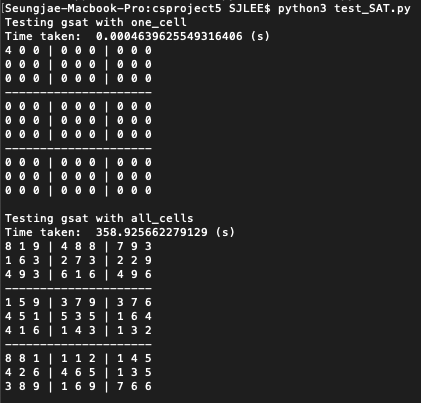 [Seungjae-Macbook-Pro:csproject5 SJLEE$ python3 test_SAT.py
Testing gsat with one_cell
Time taken:  0.0004639625549316406 (s)
4 0 0 | 0 0 0 | 0 0 0
0 0 0 | 0 0 0 | 0 0 0
0 0 0 | 0 0 0 | 0 0 0
---------------------
0 0 0 | 0 0 0 | 0 0 0
0 0 0 | 0 0 0 | 0 0 0
0 0 0 | 0 0 0 | 0 0 0
---------------------
0 0 0 | 0 0 0 | 0 0 0
0 0 0 | 0 0 0 | 0 0 0
0 0 0 | 0 0 0 | 0 0 0

Testing gsat with all_cells
Time taken:  358.925662279129 (s)
8 1 9 | 4 8 8 | 7 9 3
1 6 3 | 2 7 3 | 2 2 9
4 9 3 | 6 1 6 | 4 9 6
---------------------
1 5 9 | 3 7 9 | 3 7 6
4 5 1 | 5 3 5 | 1 6 4
4 1 6 | 1 4 3 | 1 3 2
---------------------
8 8 1 | 1 1 2 | 1 4 5
4 2 6 | 4 6 5 | 1 3 5
3 8 9 | 1 6 9 | 7 6 6